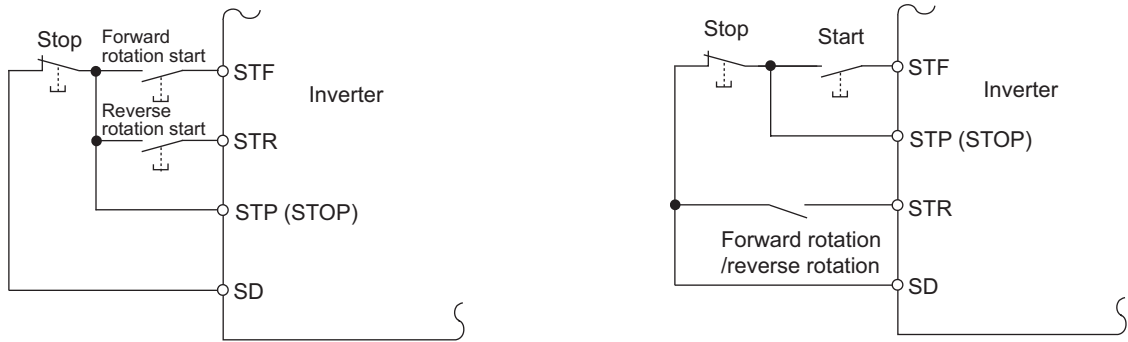 Stop
Forward
rotation start
STF
Inverter
Reverse
rotation start
STR
STP (STOP)
SD
Stop
Start
STF
Inverter
STP (STOP)
STR
Forward rotation
/reverse rotation
SD